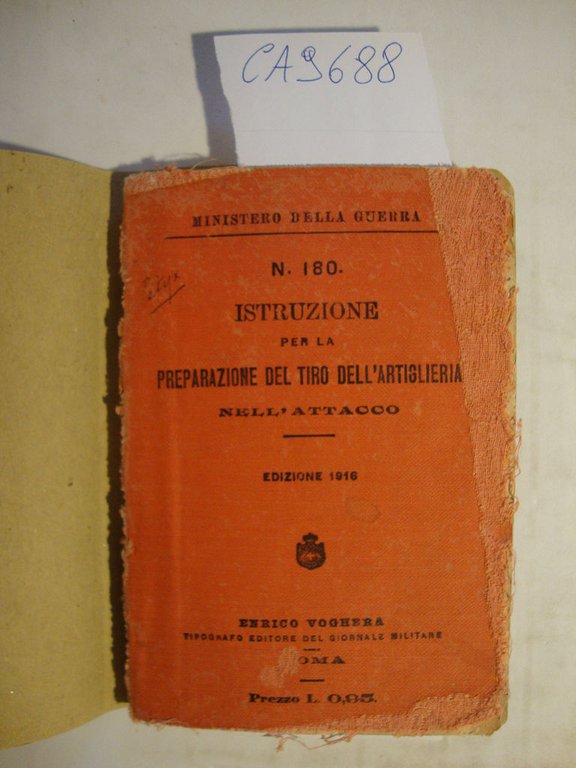 CA9688
MINISTERO DELLA GUERRA
N. 180.
ISTRUZIONE
PER LA
PREPARAZIONE DEL TIRO DELL'ARTIGLIERIA
NELL'ATTACCO
EDIZIONE 1916
ENRICO VOGHERA
TIPOGRAFO EDITORE DEL GIORNALE MILITARE
OMA
Prezzo L. 0,85.